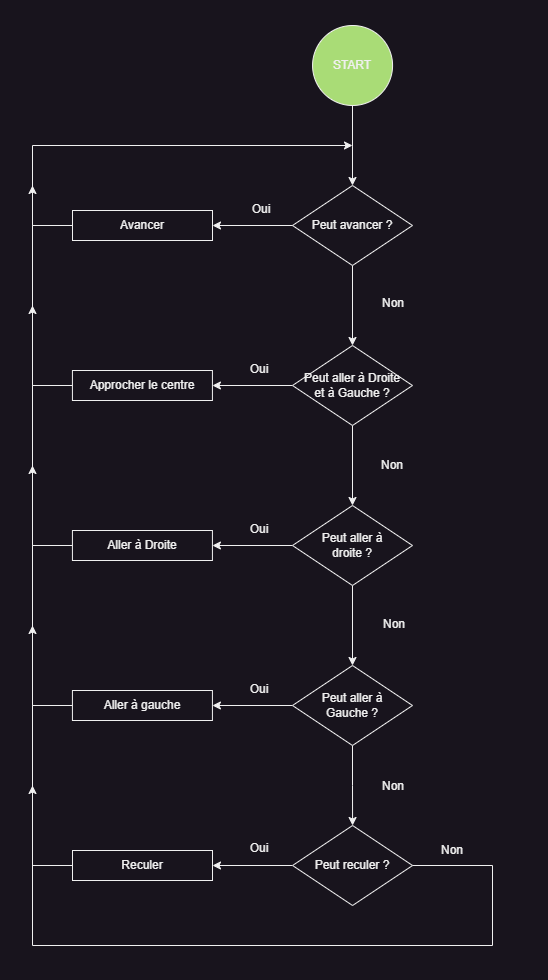 START
Oui
Avancer
Peut avancer ?
Non
Oui
Approcher le centre
Peut aller à Droite
et à Gauche ?
Non
Oui
Aller à Droite
Peut aller à
droite ?
Non
Oui
Aller à gauche
Peut aller à
Gauche ?
Non
Oui
Reculer
Peut reculer ?
Non